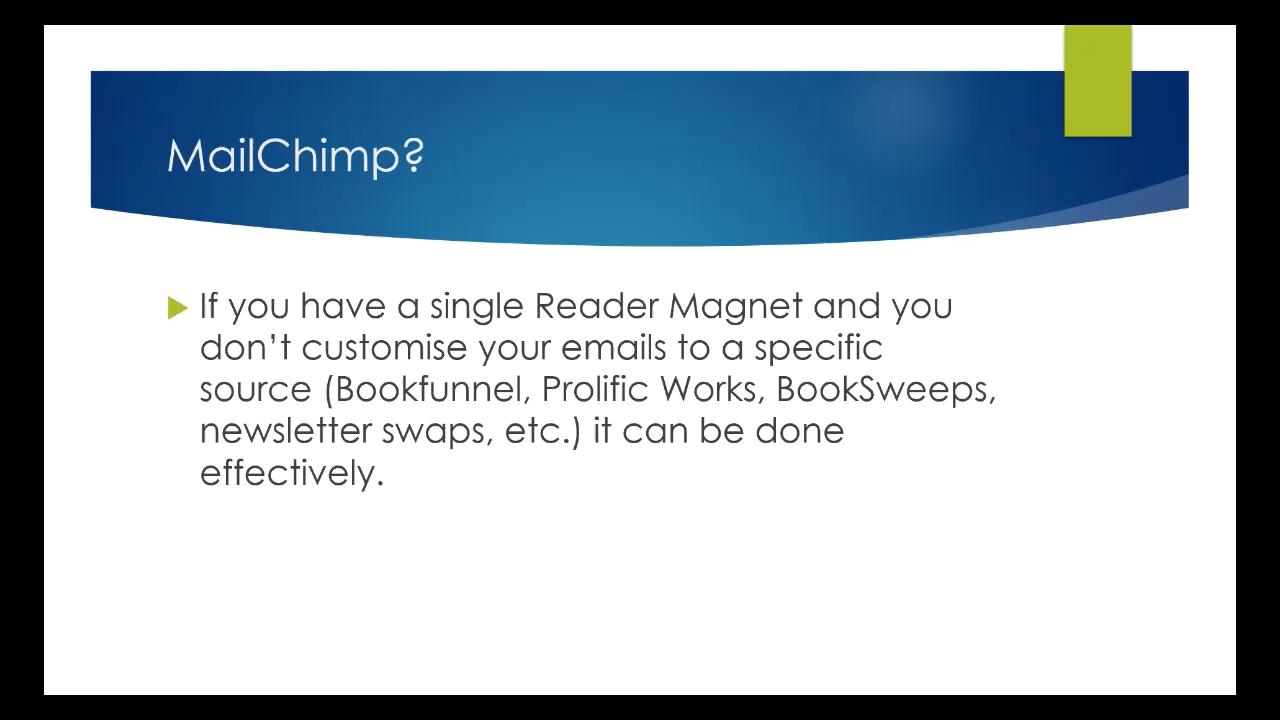 MailChimp?
If you have a single Reader Magnet and you
don’t customise your emails to a specific
source (Bookfunnel, Prolific Works, BookSweeps,
newsletter swaps, etc.) it can be done
effectively.